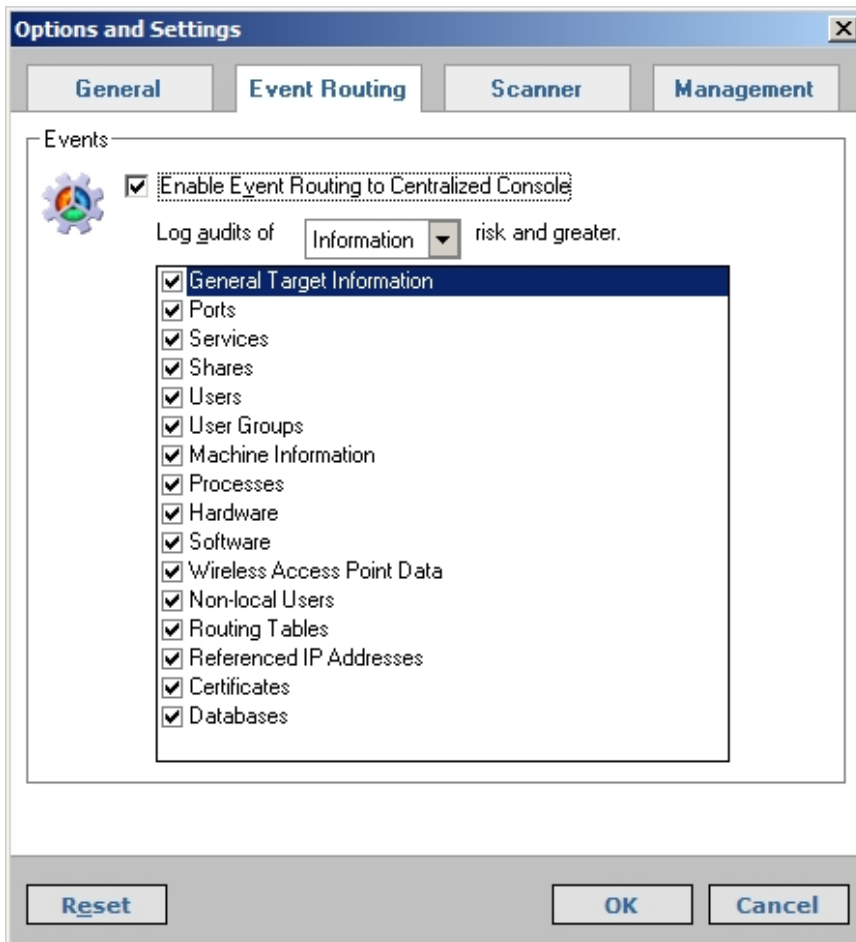 Options and Settings
General
Event Routing
Scanner
Management
Events
Enable Event Routing to Centralized Console
Log audits of Information risk and greater.
General Target Information
Ports
Services
Shares
Users
User Groups
Machine Information
Processes
Hardware
Software
Wireless Access Point Data
Non-local Users
Routing Tables
Referenced IP Addresses
Certificates
Databases
Reset
OK
Cancel